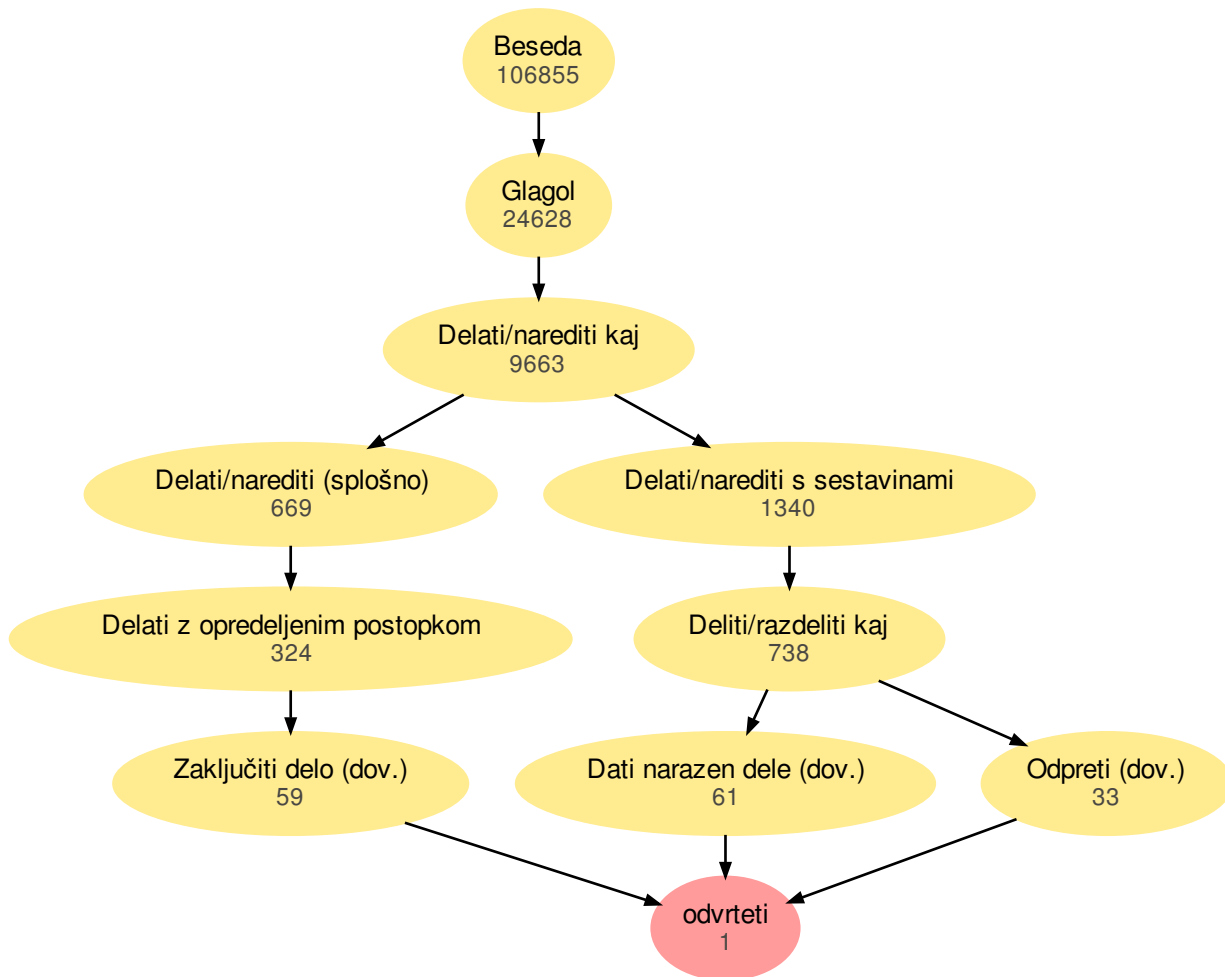 Beseda
106855
Glagol
24628
Delati/narediti kaj
9663
Delati/narediti (splošno)
669
Delati/narediti s sestavinami
1340
Delati z opredeljenim postopkom
324
Deliti/razdeliti kaj
738
Zaključiti delo (dov.)
59
Dati narazen dele (dov.)
61
Odpreti (dov.)
33
odvrteti
1